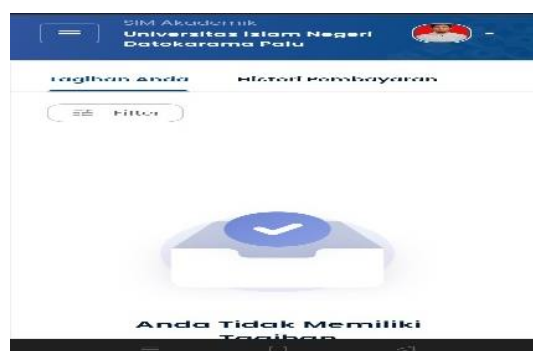 SIM Akademik
Universitas Islam Negeri
Datokarama Palu
Tagihan Anda
Histori Pembayaran
Filter
Anda Tidak Memiliki
Tagihan